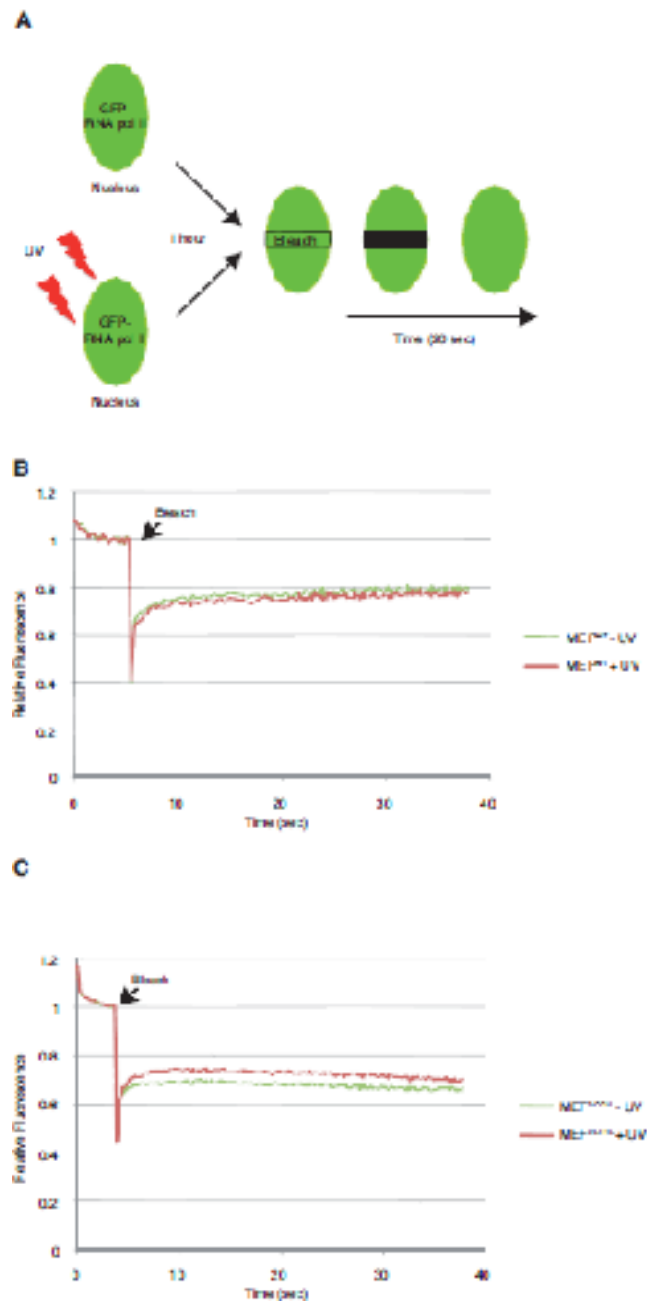 A
GFP
RNA pol II
Nucleus
UV
1 hour
Bleach
GFP-
RNA pol II
Time (30 sec)
Nucleus
B
1.2
Bleach
1
0.8
0.6
0.4
0.2
0
Relative Fluorescence
- UV
+ UV
0
10
20
30
40
Time (sec)
C
1.2
Bleach
1
0.8
0.6
0.4
0.2
0
Relative Fluorescence
- UV
+ UV
0
10
20
30
40
Time (sec)